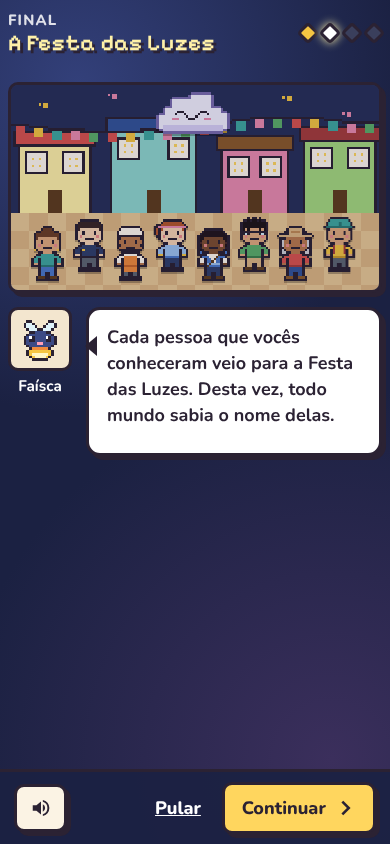 FINAL
A Festa das Luzes
Cada pessoa que vocês
conheceram veio para a Festa
das Luzes. Desta vez, todo
mundo sabia o nome delas.
Faísca
Pular
Continuar